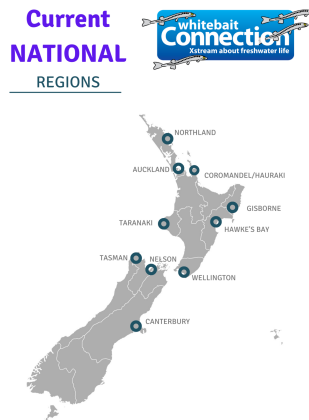 Current
NATIONAL
REGIONS
whitebait
Connection
Xstream about freshwater life
NORTHLAND
AUCKLAND
COROMANDEL/HAURAKI
GISBORNE
TARANAKI
HAWKE'S BAY
TASMAN
NELSON
WELLINGTON
CANTERBURY